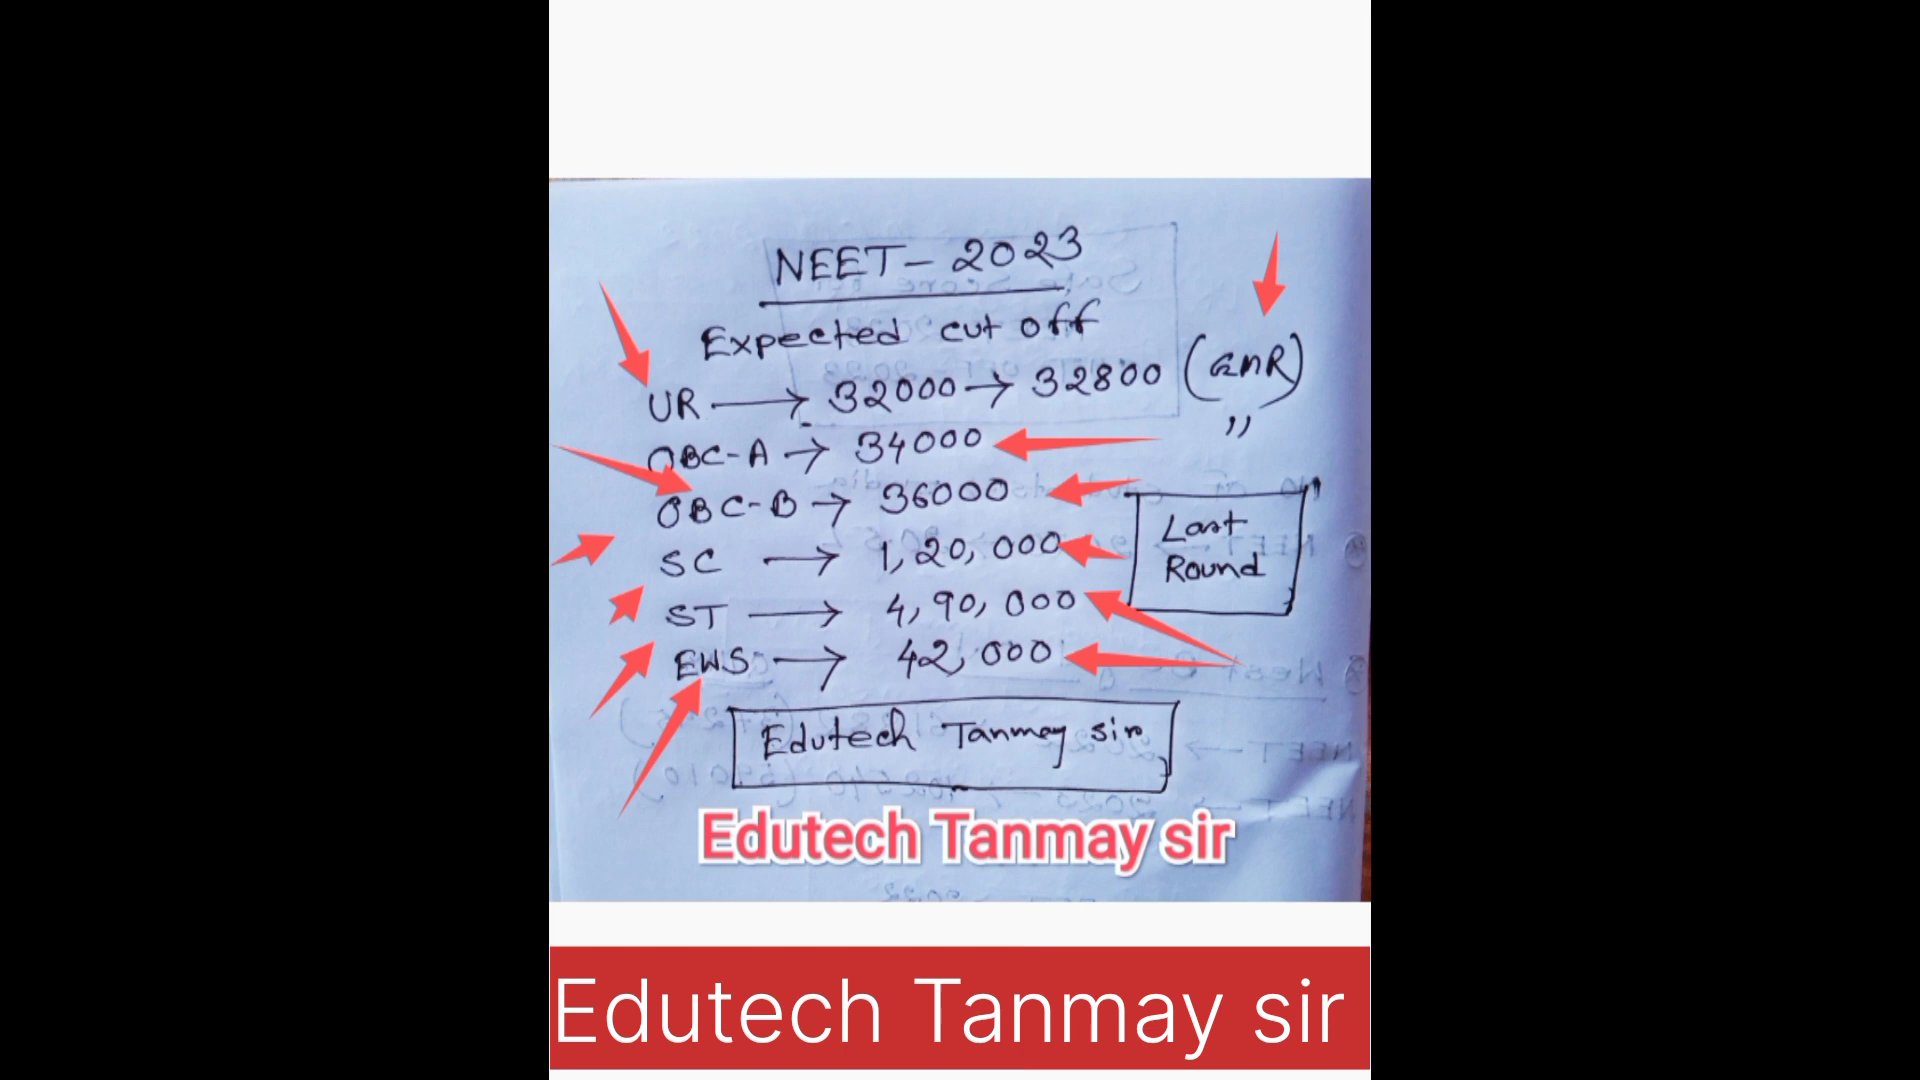 NEET - 2023
Expected cut off
UR → 32000 → 32800 (GMR)
OBC-A → 34000 "
OBC-B → 36000
SC → 1,20,000
ST → 4,90,000
EWS → 42,000
Last
Round
Edutech Tanmay sir
Edutech Tanmay sir
Edutech Tanmay sir